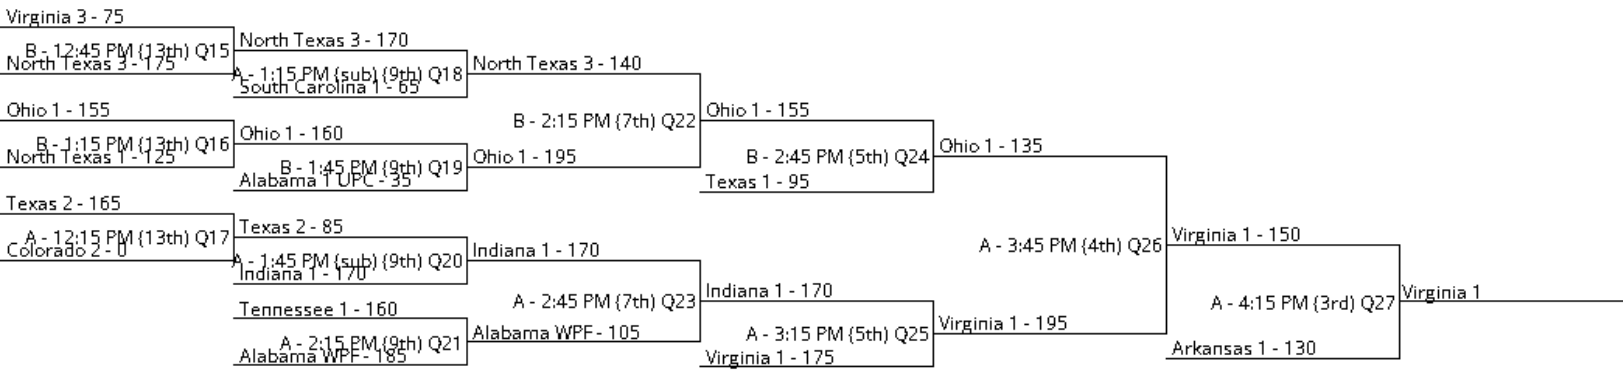 Virginia 3 - 75
B - 12:45 PM (13th) Q15
North Texas 3 - 175
Ohio 1 - 155
B - 1:15 PM (13th) Q16
North Texas 1 - 125
Texas 2 - 165
A - 12:15 PM (13th) Q17
Colorado 2 - 0
North Texas 3 - 170
A - 1:15 PM (sub) (9th) Q18
South Carolina 1 - 65
Ohio 1 - 160
B - 1:45 PM (9th) Q19
Alabama 1 UPC - 35
Texas 2 - 85
A - 1:45 PM (sub) (9th) Q20
Indiana 1 - 170
Tennessee 1 - 160
A - 2:15 PM (9th) Q21
Alabama WPF - 185
North Texas 3 - 140
B - 2:15 PM (7th) Q22
Ohio 1 - 195
Indiana 1 - 170
A - 2:45 PM (7th) Q23
Alabama WPF - 105
Ohio 1 - 155
B - 2:45 PM (5th) Q24
Texas 1 - 95
Indiana 1 - 170
A - 3:15 PM (5th) Q25
Virginia 1 - 175
Ohio 1 - 135
A - 3:45 PM (4th) Q26
Virginia 1 - 195
Virginia 1 - 150
A - 4:15 PM (3rd) Q27
Arkansas 1 - 130
Virginia 1